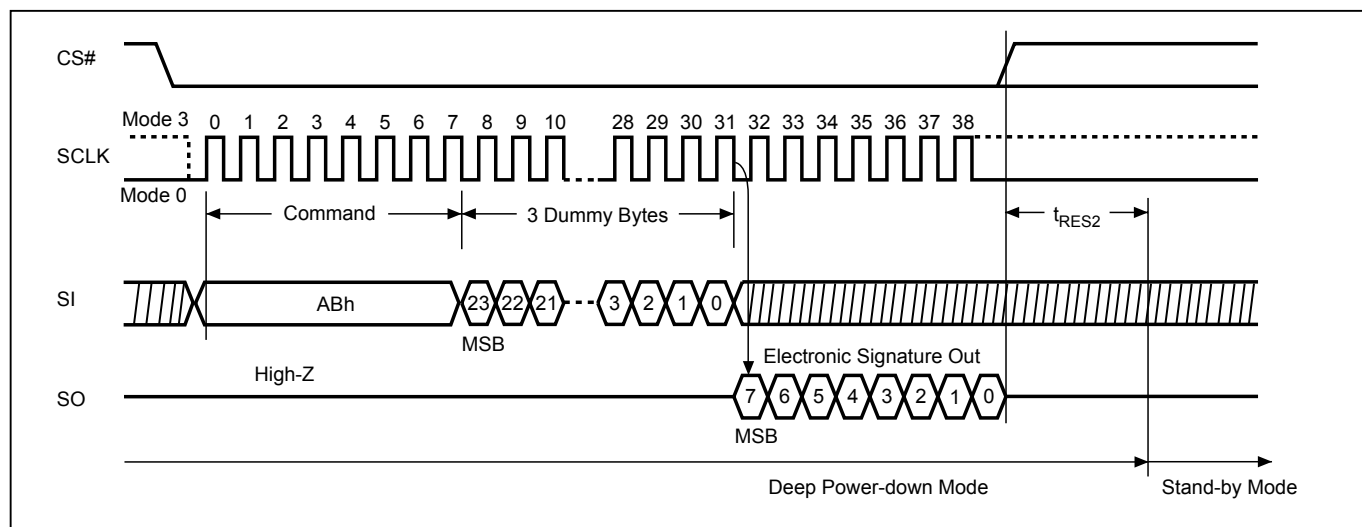 CS#
Mode 3
0 1 2 3 4 5 6 7 8 9 10 28 29 30 31 32 33 34 35 36 37 38
SCLK
Mode 0
Command
3 Dummy Bytes
tRES2
SI
ABh
23 22 21 3 2 1 0
MSB
Electronic Signature Out
High-Z
SO
7 6 5 4 3 2 1 0
MSB
Deep Power-down Mode
Stand-by Mode